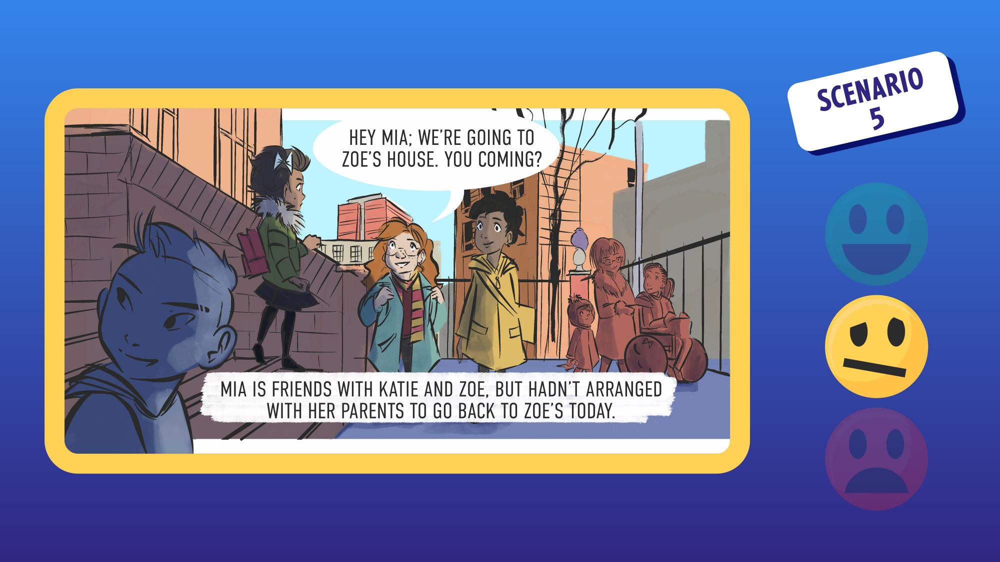 SCENARIO
5
HEY MIA; WE'RE GOING TO
ZOE'S HOUSE. YOU COMING?
MIA IS FRIENDS WITH KATIE AND ZOE, BUT HADN'T ARRANGED
WITH HER PARENTS TO GO BACK TO ZOE'S TODAY.